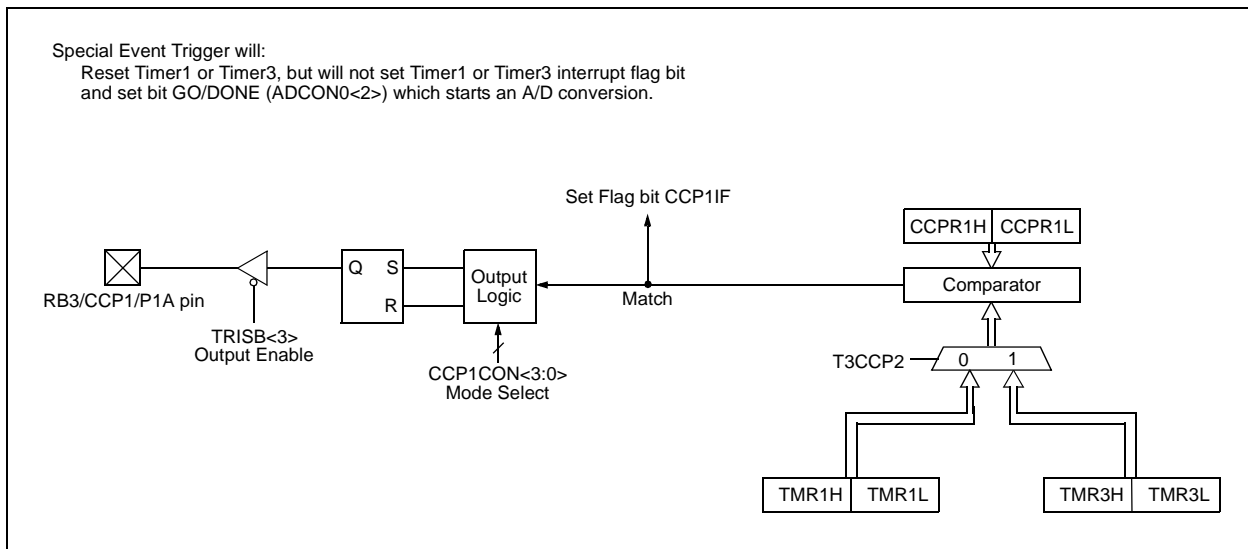 Special Event Trigger will:
Reset Timer1 or Timer3, but will not set Timer1 or Timer3 interrupt flag bit
and set bit GO/DONE (ADCON0<2>) which starts an A/D conversion.
Set Flag bit CCP1IF
CCPR1H CCPR1L
Q S
R
Output
Logic
Comparator
Match
RB3/CCP1/P1A pin
TRISB<3>
Output Enable
CCP1CON<3:0>
Mode Select
T3CCP2
0 1
TMR1H TMR1L
TMR3H TMR3L